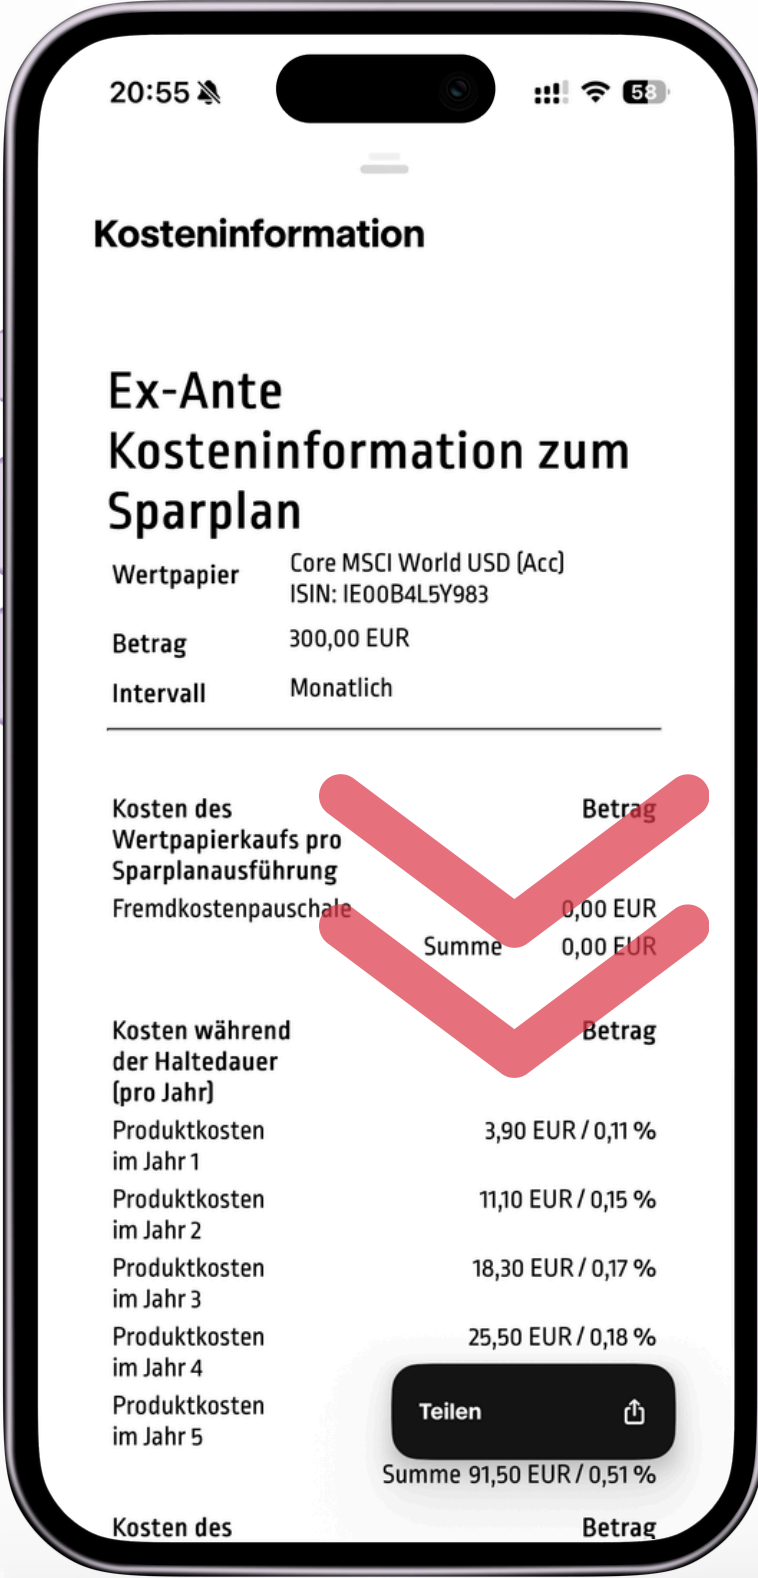 20:55
58
Kosteninformation
Ex-Ante
Kosteninformation zum
Sparplan
Wertpapier
Core MSCI World USD (Acc)
ISIN: IE00B4L5Y983
Betrag
300,00 EUR
Intervall
Monatlich
Kosten des
Wertpapierkaufs pro
Sparplanausführung
Betrag
Fremdkostenpauschale 0,00 EUR
Summe 0,00 EUR
Kosten während
der Haltedauer
(pro Jahr)
Betrag
Produktkosten
im Jahr 1
3,90 EUR / 0,11 %
Produktkosten
im Jahr 2
11,10 EUR / 0,15 %
Produktkosten
im Jahr 3
18,30 EUR / 0,17 %
Produktkosten
im Jahr 4
25,50 EUR / 0,18 %
Produktkosten
im Jahr 5
Teilen
Summe 91,50 EUR / 0,51 %
Kosten des Betrag